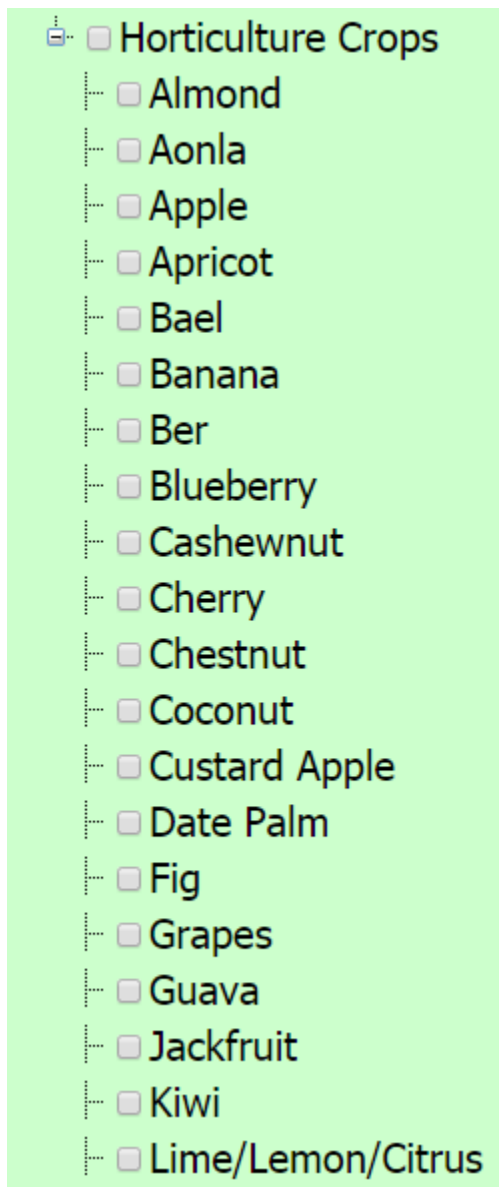 Horticulture Crops
Almond
Aonla
Apple
Apricot
Bael
Banana
Ber
Blueberry
Cashewnut
Cherry
Chestnut
Coconut
Custard Apple
Date Palm
Fig
Grapes
Guava
Jackfruit
Kiwi
Lime/Lemon/Citrus